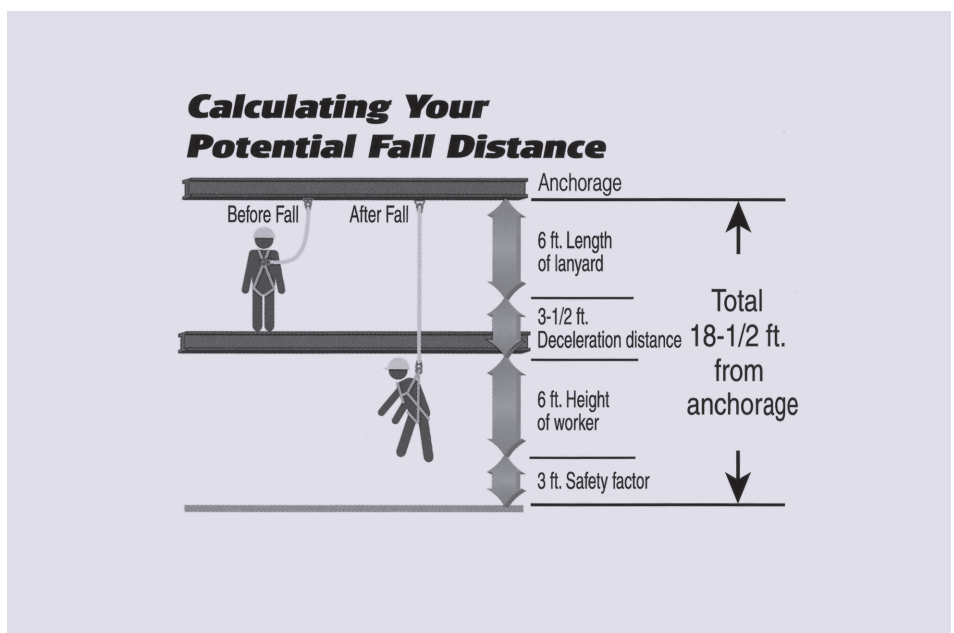 Calculating Your
Potential Fall Distance
Anchorage
Before Fall
After Fall
6 ft. Length
of lanyard
3-1/2 ft.
Deceleration distance
6 ft. Height
of worker
3 ft. Safety factor
Total
18-1/2 ft.
from
anchorage